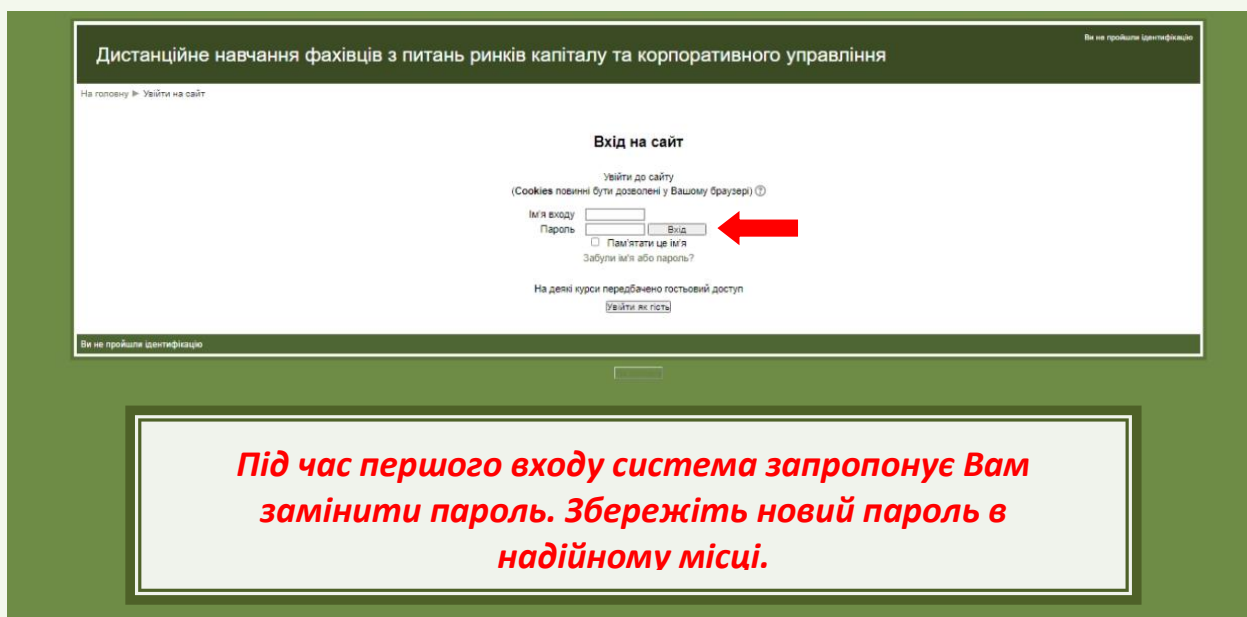 Ви не пройшли ідентифікацію
Дистанційне навчання фахівців з питань ринків капіталу та корпоративного управління
На головну ► Увійти на сайт
Вхід на сайт
Увійти до сайту
(Cookies повинні бути дозволені у Вашому браузері)
Ім'я входу
Пароль Вхід
Пам'ятати це ім'я
Забули ім'я або пароль?
На деякі курси передбачено гостьовий доступ
Увійти як гість
Ви не пройшли ідентифікацію
Під час першого входу система запропонує Вам
замінити пароль. Збережіть новий пароль в
надійному місці.